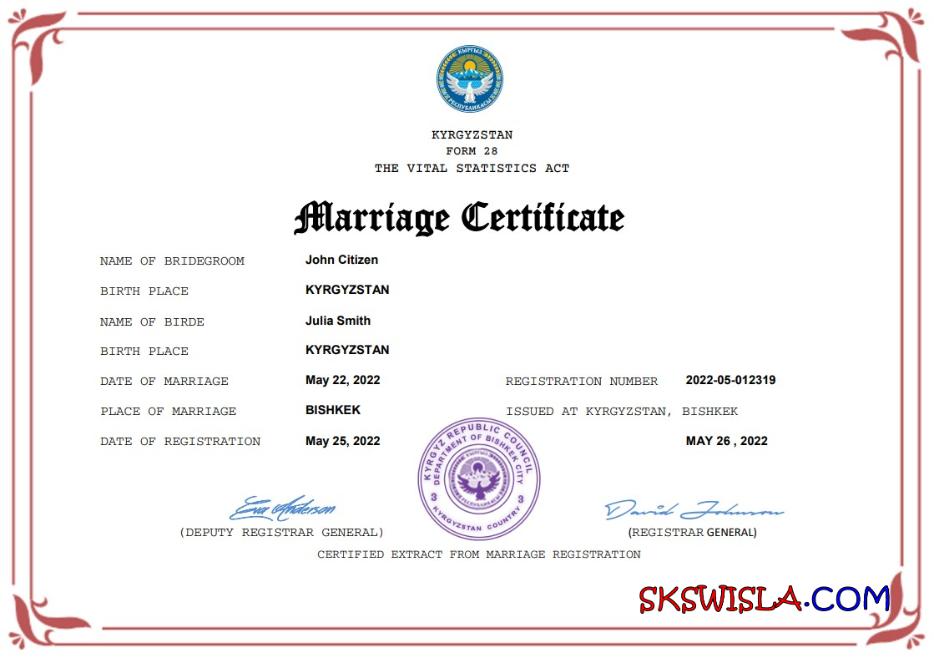 КЫРГЫЗ
РЕСПУБЛИКАСЫ
KYRGYZSTAN
FORM 28
THE VITAL STATISTICS ACT
Marriage Certificate
NAME OF BRIDEGROOM John Citizen
BIRTH PLACE KYRGYZSTAN
NAME OF BIRDE Julia Smith
BIRTH PLACE KYRGYZSTAN
DATE OF MARRIAGE May 22, 2022 REGISTRATION NUMBER 2022-05-012319
PLACE OF MARRIAGE BISHKEK ISSUED AT KYRGYZSTAN, BISHKEK
DATE OF REGISTRATION May 25, 2022 MAY 26 , 2022
KYRGYZ REPUBLIC COUNCIL
DEPARTMENT OF BISHKEK CITY
3 3
KYRGYZSTAN COUNTRY
Eva Anderson David Johnson
(DEPUTY REGISTRAR GENERAL) (REGISTRAR GENERAL)
CERTIFIED EXTRACT FROM MARRIAGE REGISTRATION
SKSWISLA.COM